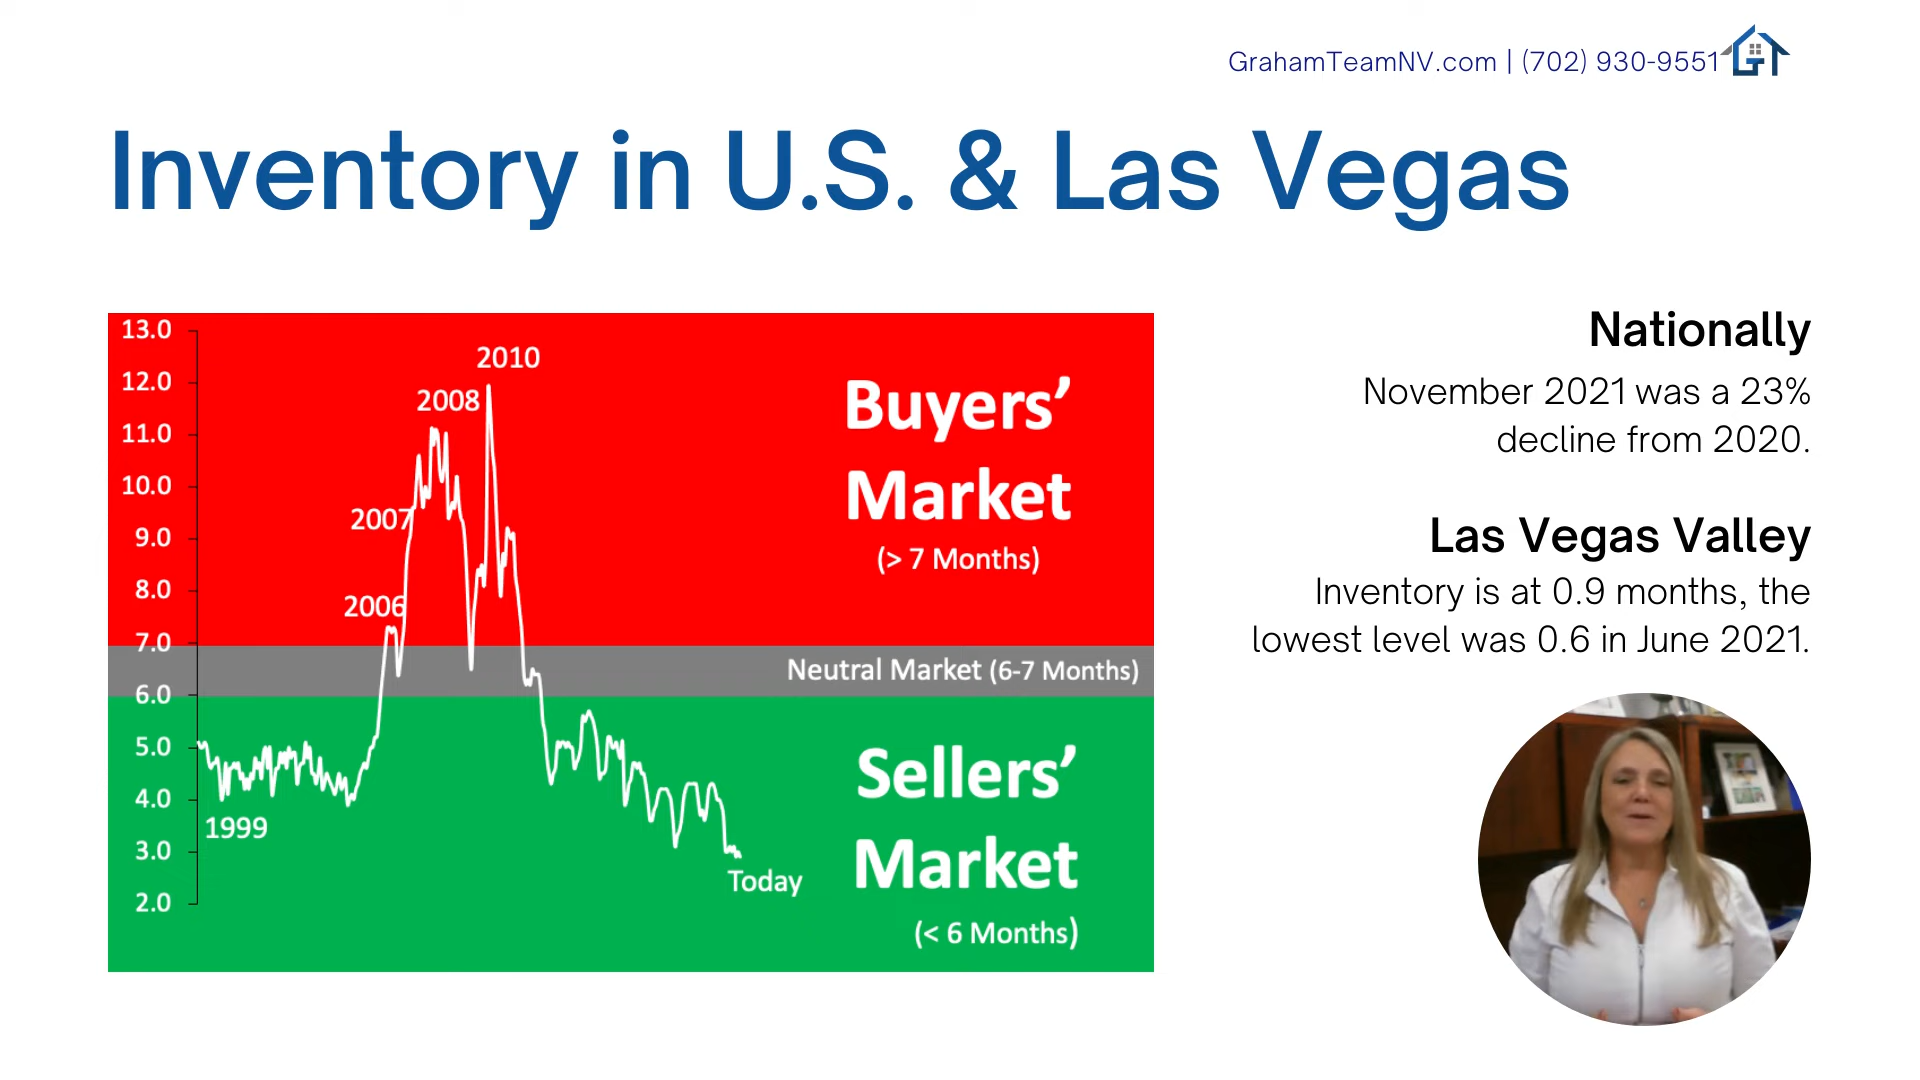 GrahamTeamNV.com | (702) 930-9551
Inventory in U.S. & Las Vegas
13.0
12.0
11.0
10.0
9.0
8.0
7.0
6.0
5.0
4.0
3.0
2.0
2010
2008
2007
2006
1999
Today
Buyers’
Market
(> 7 Months)
Neutral Market (6-7 Months)
Sellers’
Market
(< 6 Months)
Nationally
November 2021 was a 23%
decline from 2020.
Las Vegas Valley
Inventory is at 0.9 months, the
lowest level was 0.6 in June 2021.